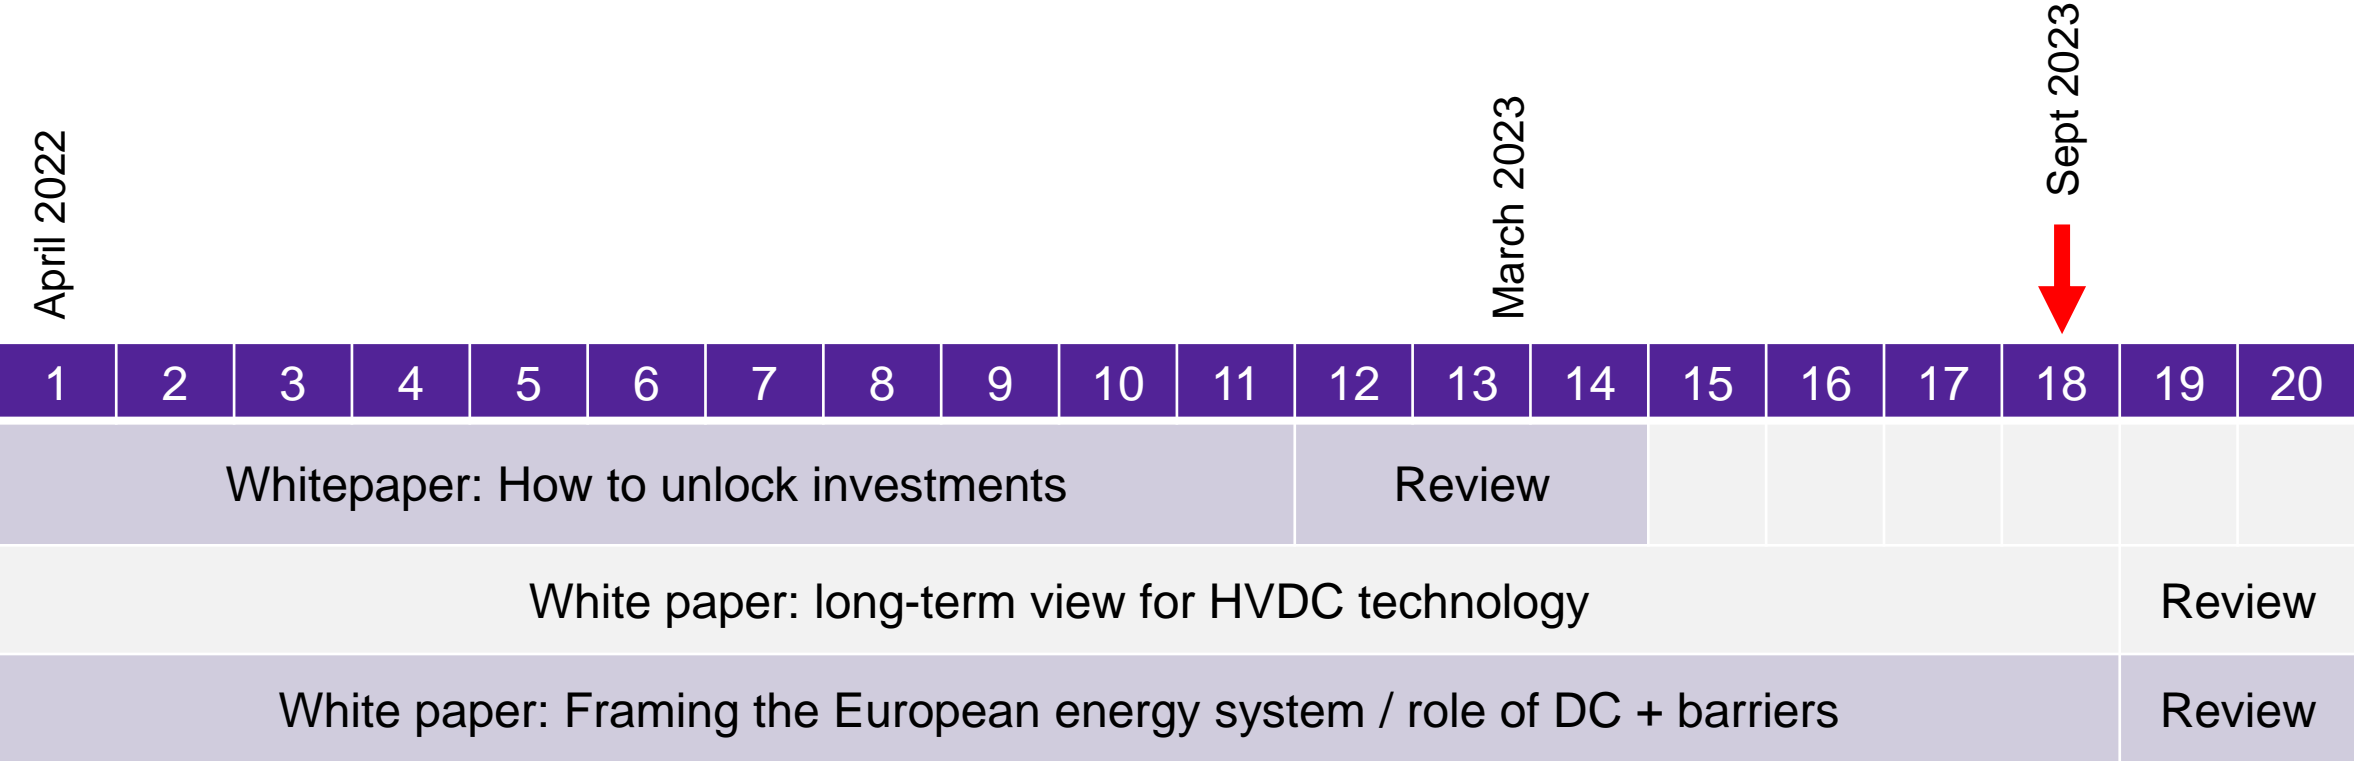 April 2022
March 2023
Sept 2023
1 2 3 4 5 6 7 8 9 10 11 12 13 14 15 16 17 18 19 20
Whitepaper: How to unlock investments
Review
White paper: long-term view for HVDC technology
Review
White paper: Framing the European energy system / role of DC + barriers
Review